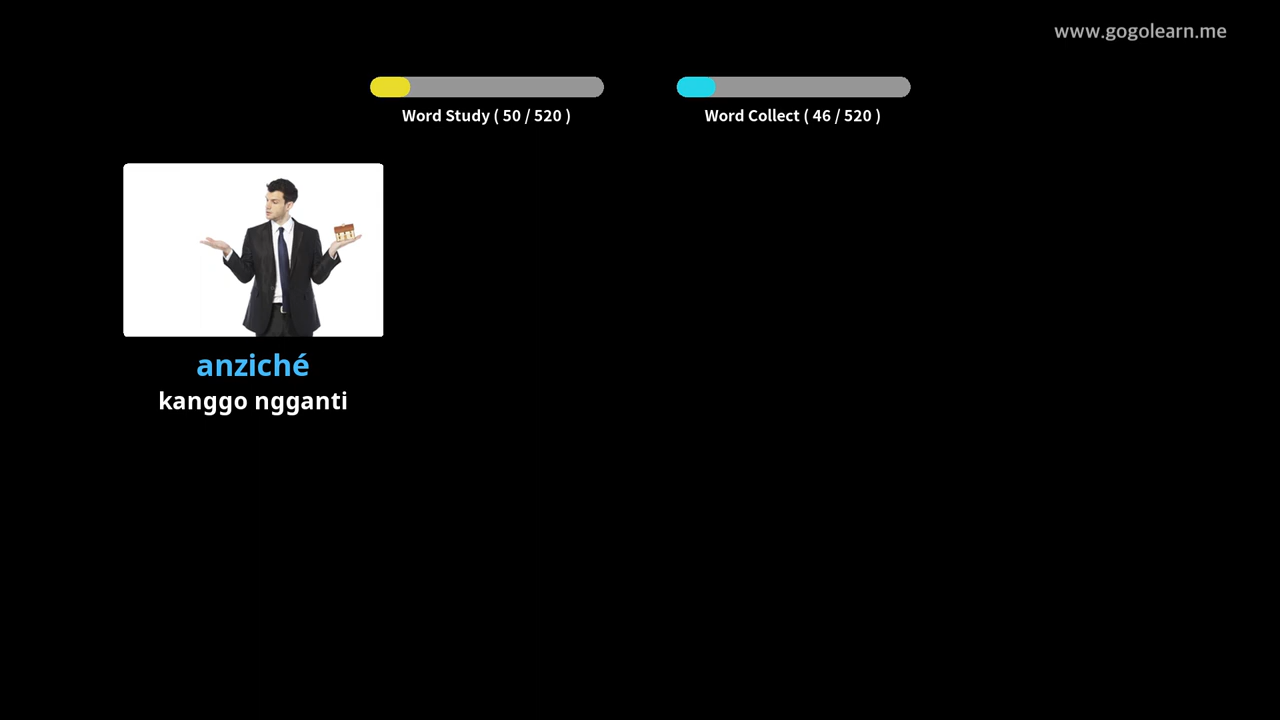 www.gogolearn.me
Word Study ( 50 / 520 )
Word Collect ( 46 / 520 )
anziché
kanggo ngganti